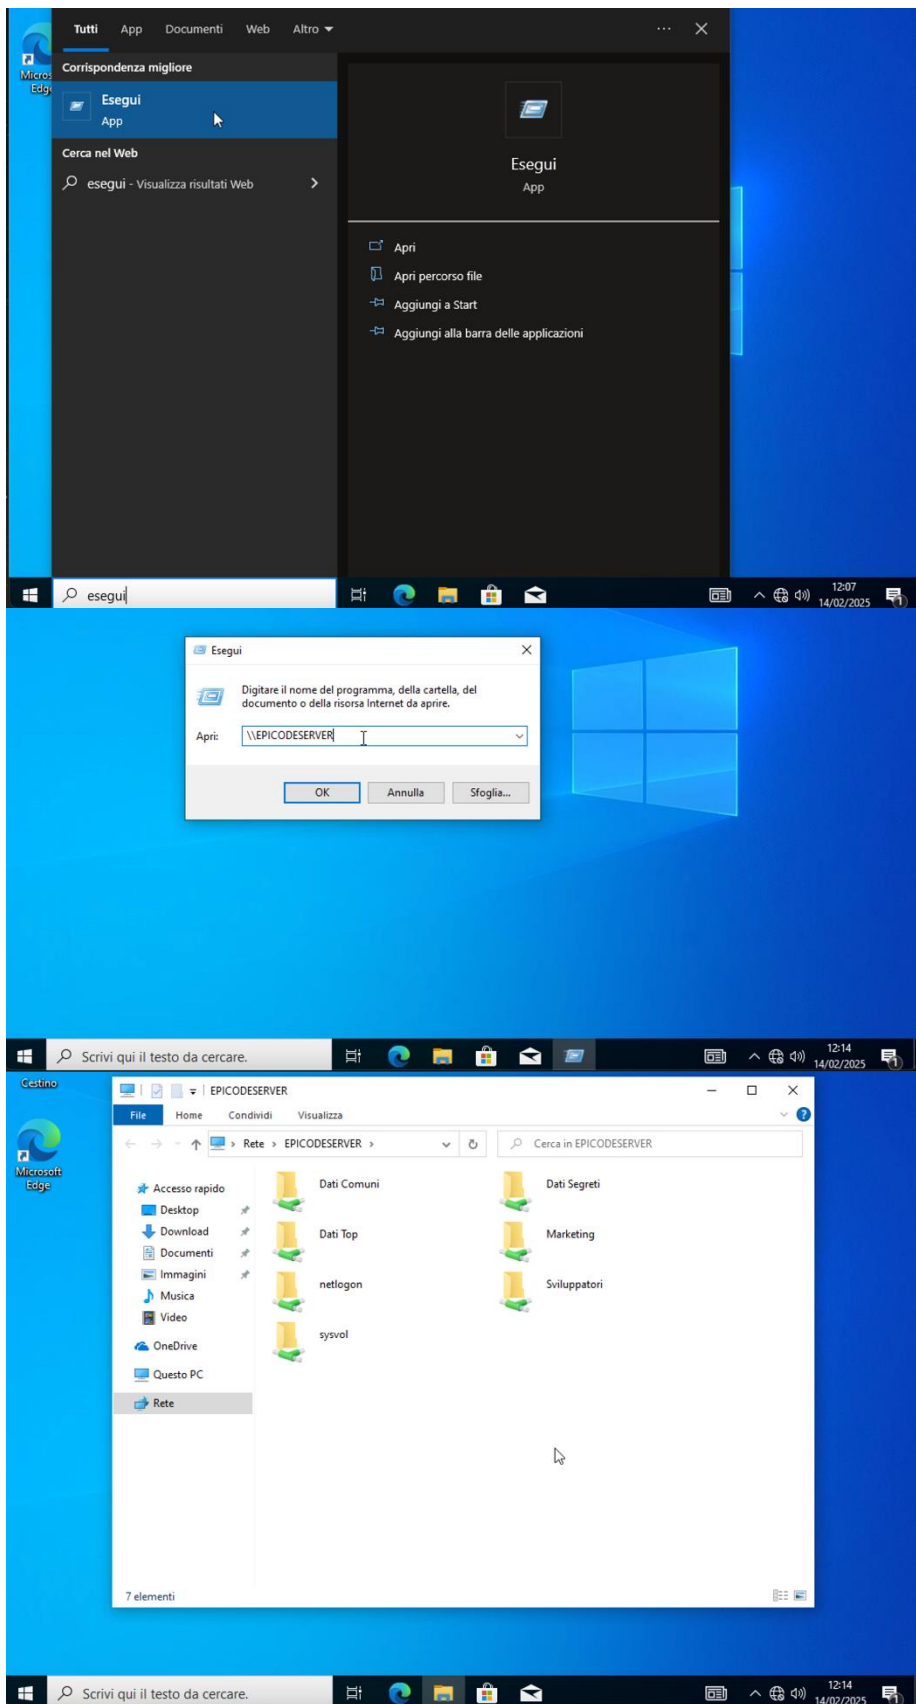 Tutti App Documenti Web Altro
Corrispondenza migliore
Microsoft Edge
Esegui
App
Cerca nel Web
esegui - Visualizza risultati Web
Esegui
App
Apri
Apri percorso file
Aggiungi a Start
Aggiungi alla barra delle applicazioni
esegui
12:07
14/02/2025
1
Esegui
Digitare il nome del programma, della cartella, del
documento o della risorsa Internet da aprire.
Apri: \\EPICODESERVER
OK Annulla Sfoglia...
Scrivi qui il testo da cercare.
12:14
14/02/2025
1
Cestino
EPICODESERVER
File Home Condividi Visualizza
Rete > EPICODESERVER >
Cerca in EPICODESERVER
Microsoft
Edge
Accesso rapido
Desktop
Download
Documenti
Immagini
Musica
Video
OneDrive
Questo PC
Rete
Dati Comuni
Dati Segreti
Dati Top
Marketing
netlogon
Sviluppatori
sysvol
7 elementi
Scrivi qui il testo da cercare.
12:14
14/02/2025